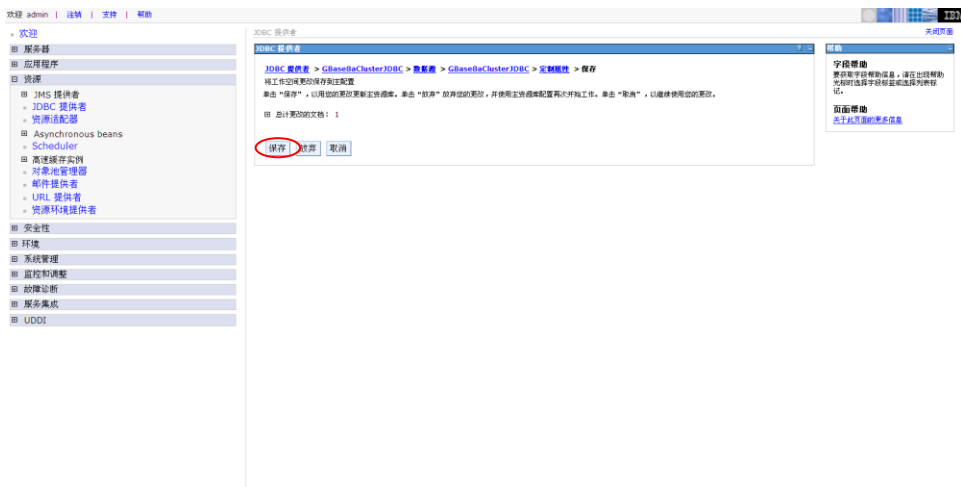 欢迎 admin | 注销 | 支持 | 帮助
IBM
欢迎
服务器
应用程序
资源
JMS 提供者
JDBC 提供者
资源适配器
Asynchronous beans
Scheduler
高速缓存实例
对象池管理器
邮件提供者
URL 提供者
资源环境提供者
安全性
环境
系统管理
监控和调整
故障诊断
服务集成
UDDI
JDBC 提供者
关闭页面
JDBC 提供者
? -
JDBC 提供者 > GBase8aClusterJDBC > 数据源 > GBase8aClusterJDBC > 定制属性 > 保存
将工作空间更改保存到主配置
单击“保存”，以用您的更改更新主资源库。单击“放弃”放弃您的更改，并使用主资源库配置再次开始工作。单击“取消”，以继续使用您的更改。
总计更改的文档: 1
保存 放弃 取消
帮助 -
字段帮助
要获取字段帮助信息，请在出现帮助
光标时选择字段标签或选择列表标
记。
页面帮助
关于此页面的更多信息